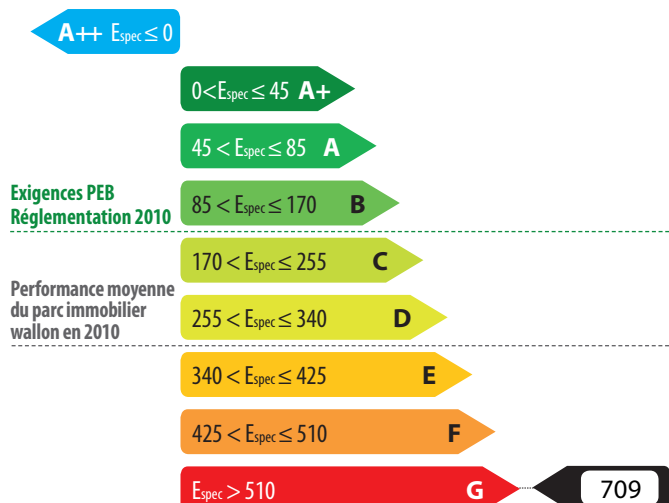 A++ Espec ≤ 0
0<Espec ≤ 45 A+
45 < Espec ≤ 85 A
Exigences PEB
Réglementation 2010
85 < Espec ≤ 170 B
170 < Espec ≤ 255 C
Performance moyenne
du parc immobilier
wallon en 2010
255 < Espec ≤ 340 D
340 < Espec ≤ 425 E
425 < Espec ≤ 510 F
Espec > 510 G 709